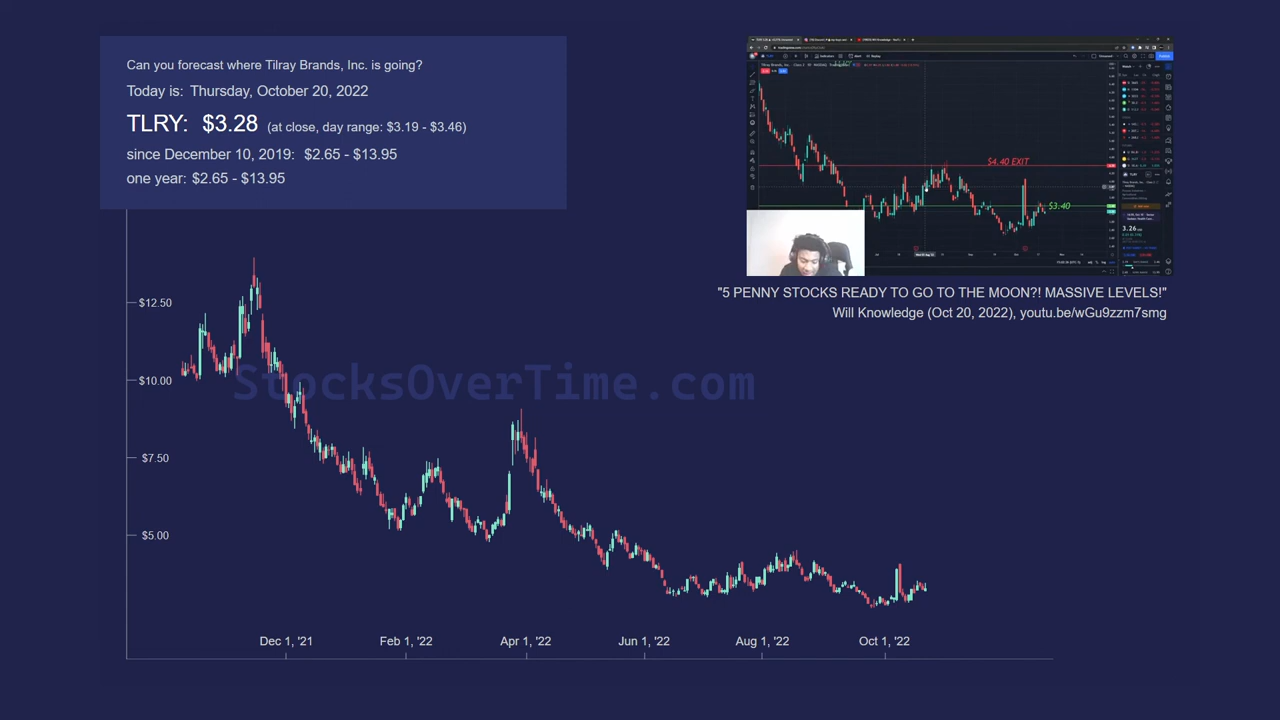 Can you forecast where Tilray Brands, Inc. is going?
Today is: Thursday, October 20, 2022
TLRY: $3.28 (at close, day range: $3.19 - $3.46)
since December 10, 2019: $2.65 - $13.95
one year: $2.65 - $13.95
$4.40 EXIT
$3.40
3.26
"5 PENNY STOCKS READY TO GO TO THE MOON?! MASSIVE LEVELS!"
Will Knowledge (Oct 20, 2022), youtu.be/wGu9zzm7smg
StocksOverTime.com
$12.50
$10.00
$7.50
$5.00
Dec 1, '21
Feb 1, '22
Apr 1, '22
Jun 1, '22
Aug 1, '22
Oct 1, '22